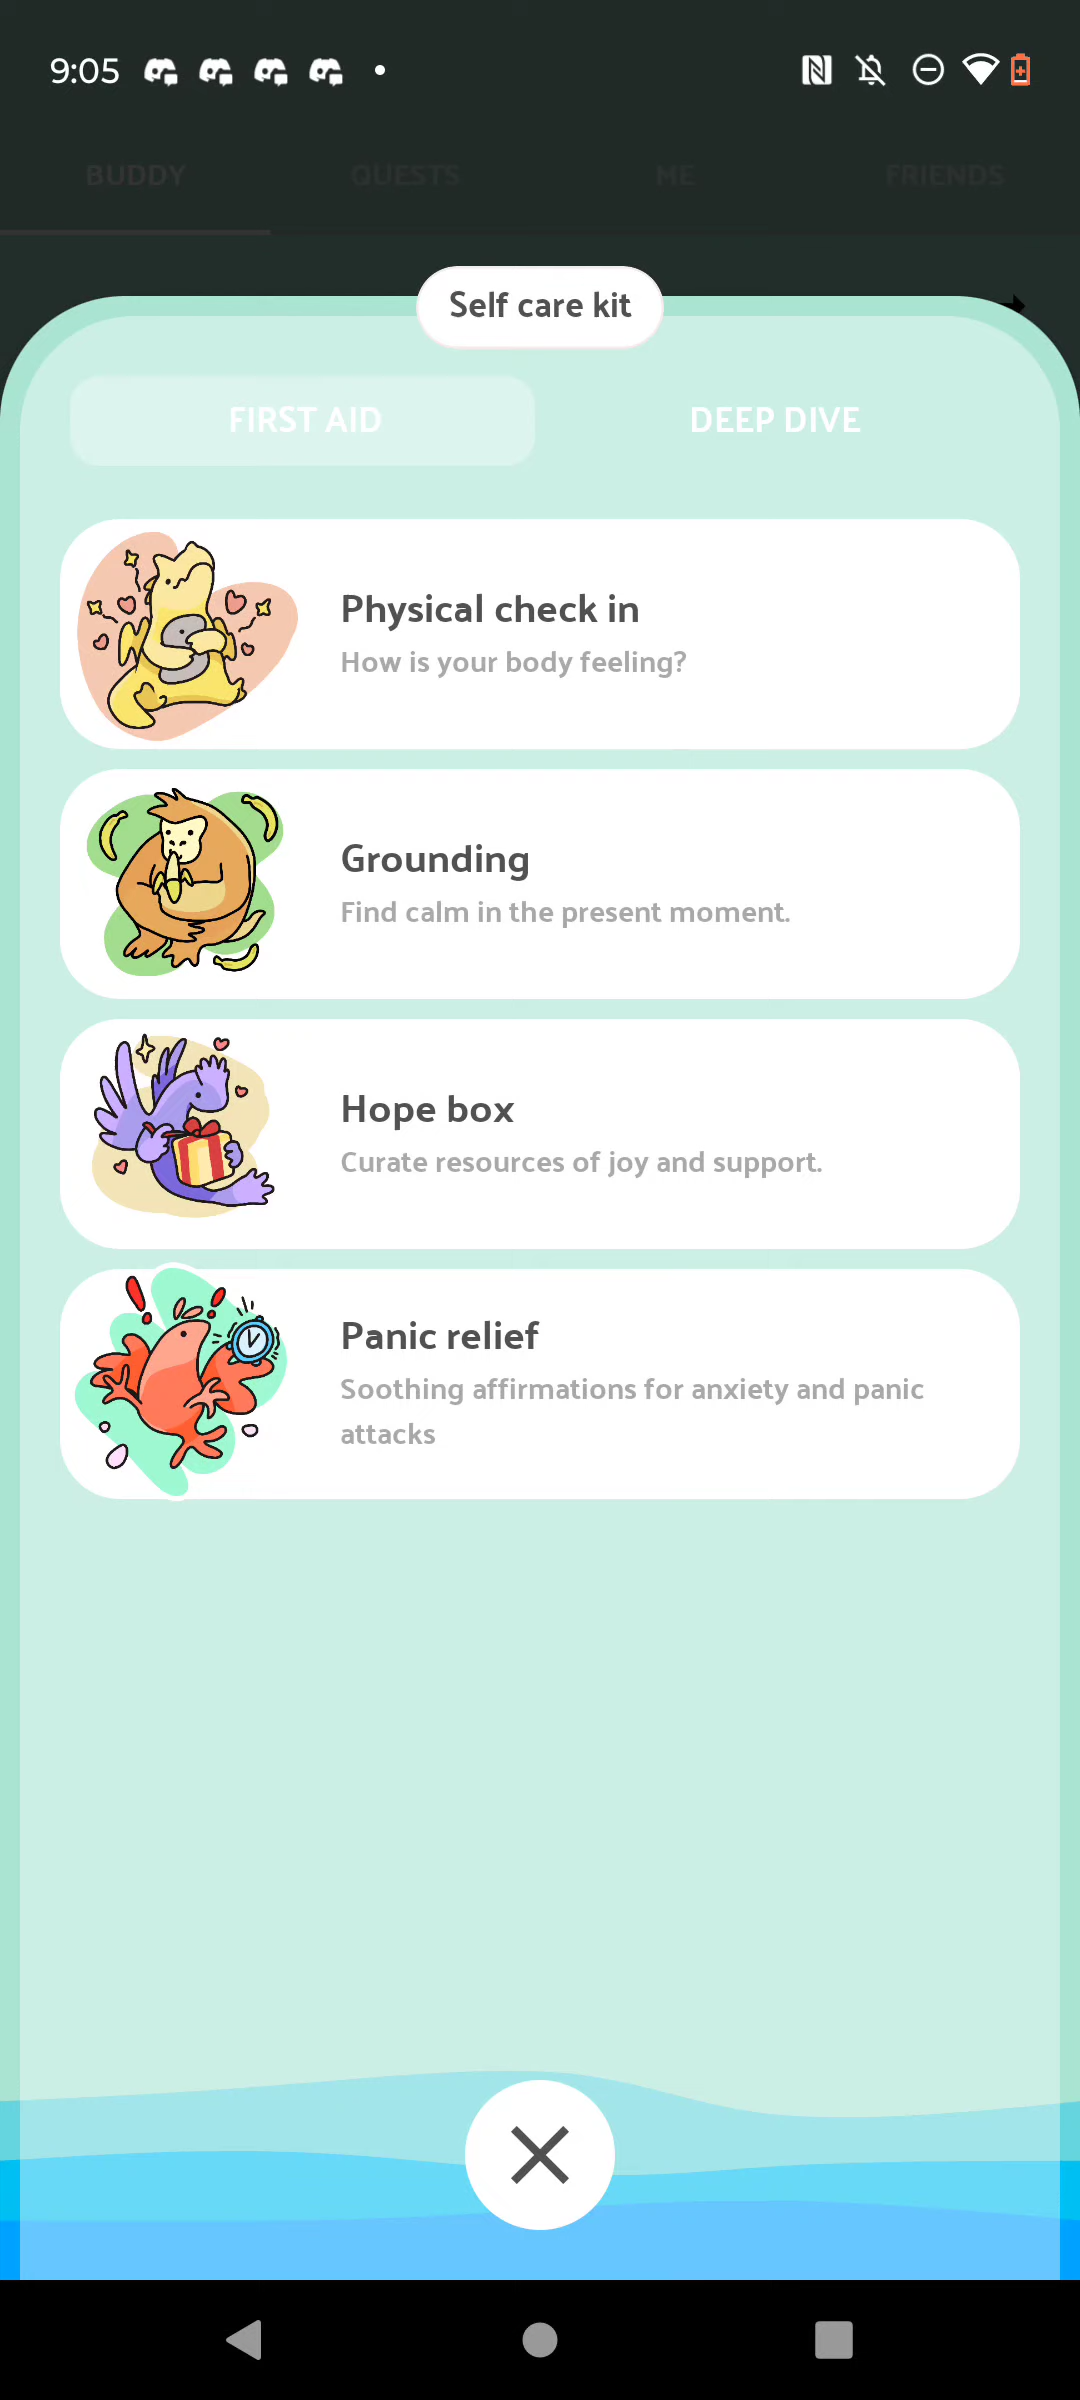 9:05
BUDDY QUESTS ME FRIENDS
Self care kit
FIRST AID DEEP DIVE
Physical check in
How is your body feeling?
Grounding
Find calm in the present moment.
Hope box
Curate resources of joy and support.
Panic relief
Soothing affirmations for anxiety and panic
attacks